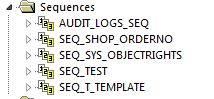 Sequences
AUDIT_LOGS_SEQ
SEQ_SHOP_ORDERNO
SEQ_SYS_OBJECTRIGHTS
SEQ_TEST
SEQ_T_TEMPLATE